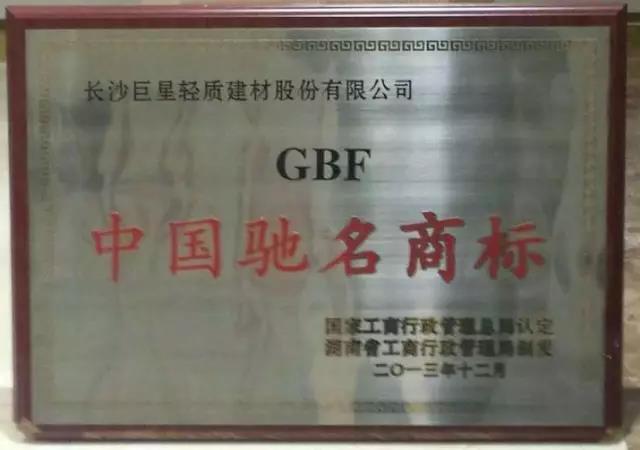 长沙巨星轻质建材股份有限公司
GBF
中国驰名商标
国家工商行政管理总局认定
湖南省工商行政管理局制发
二〇一三年十二月